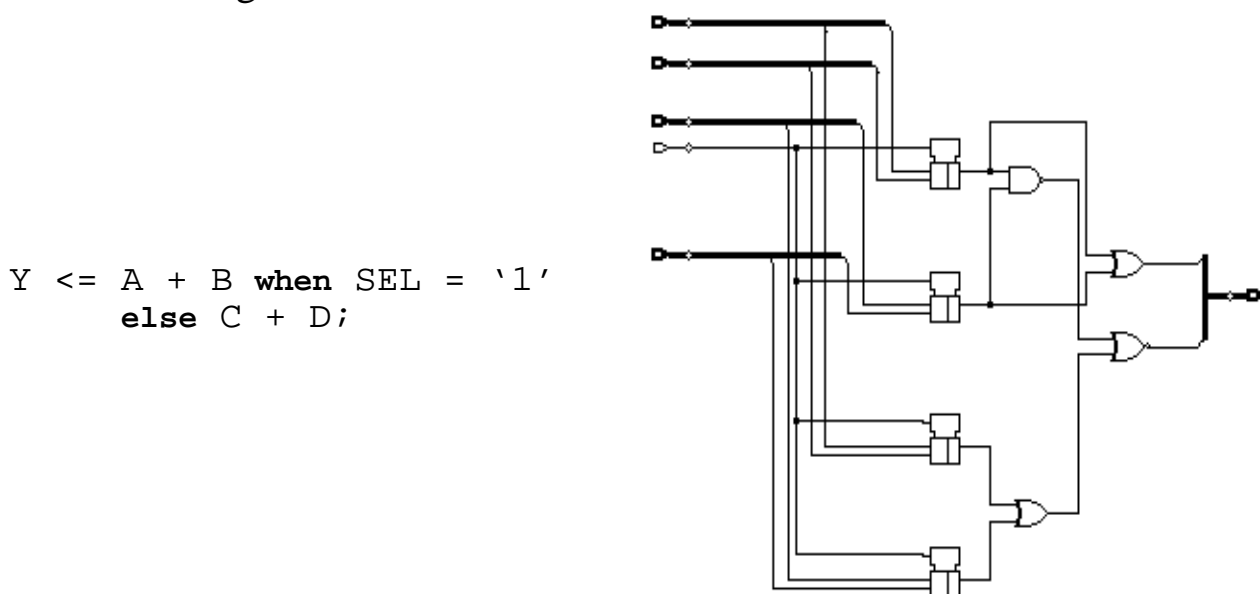 Y <= A + B when SEL = ‘1’
else C + D;